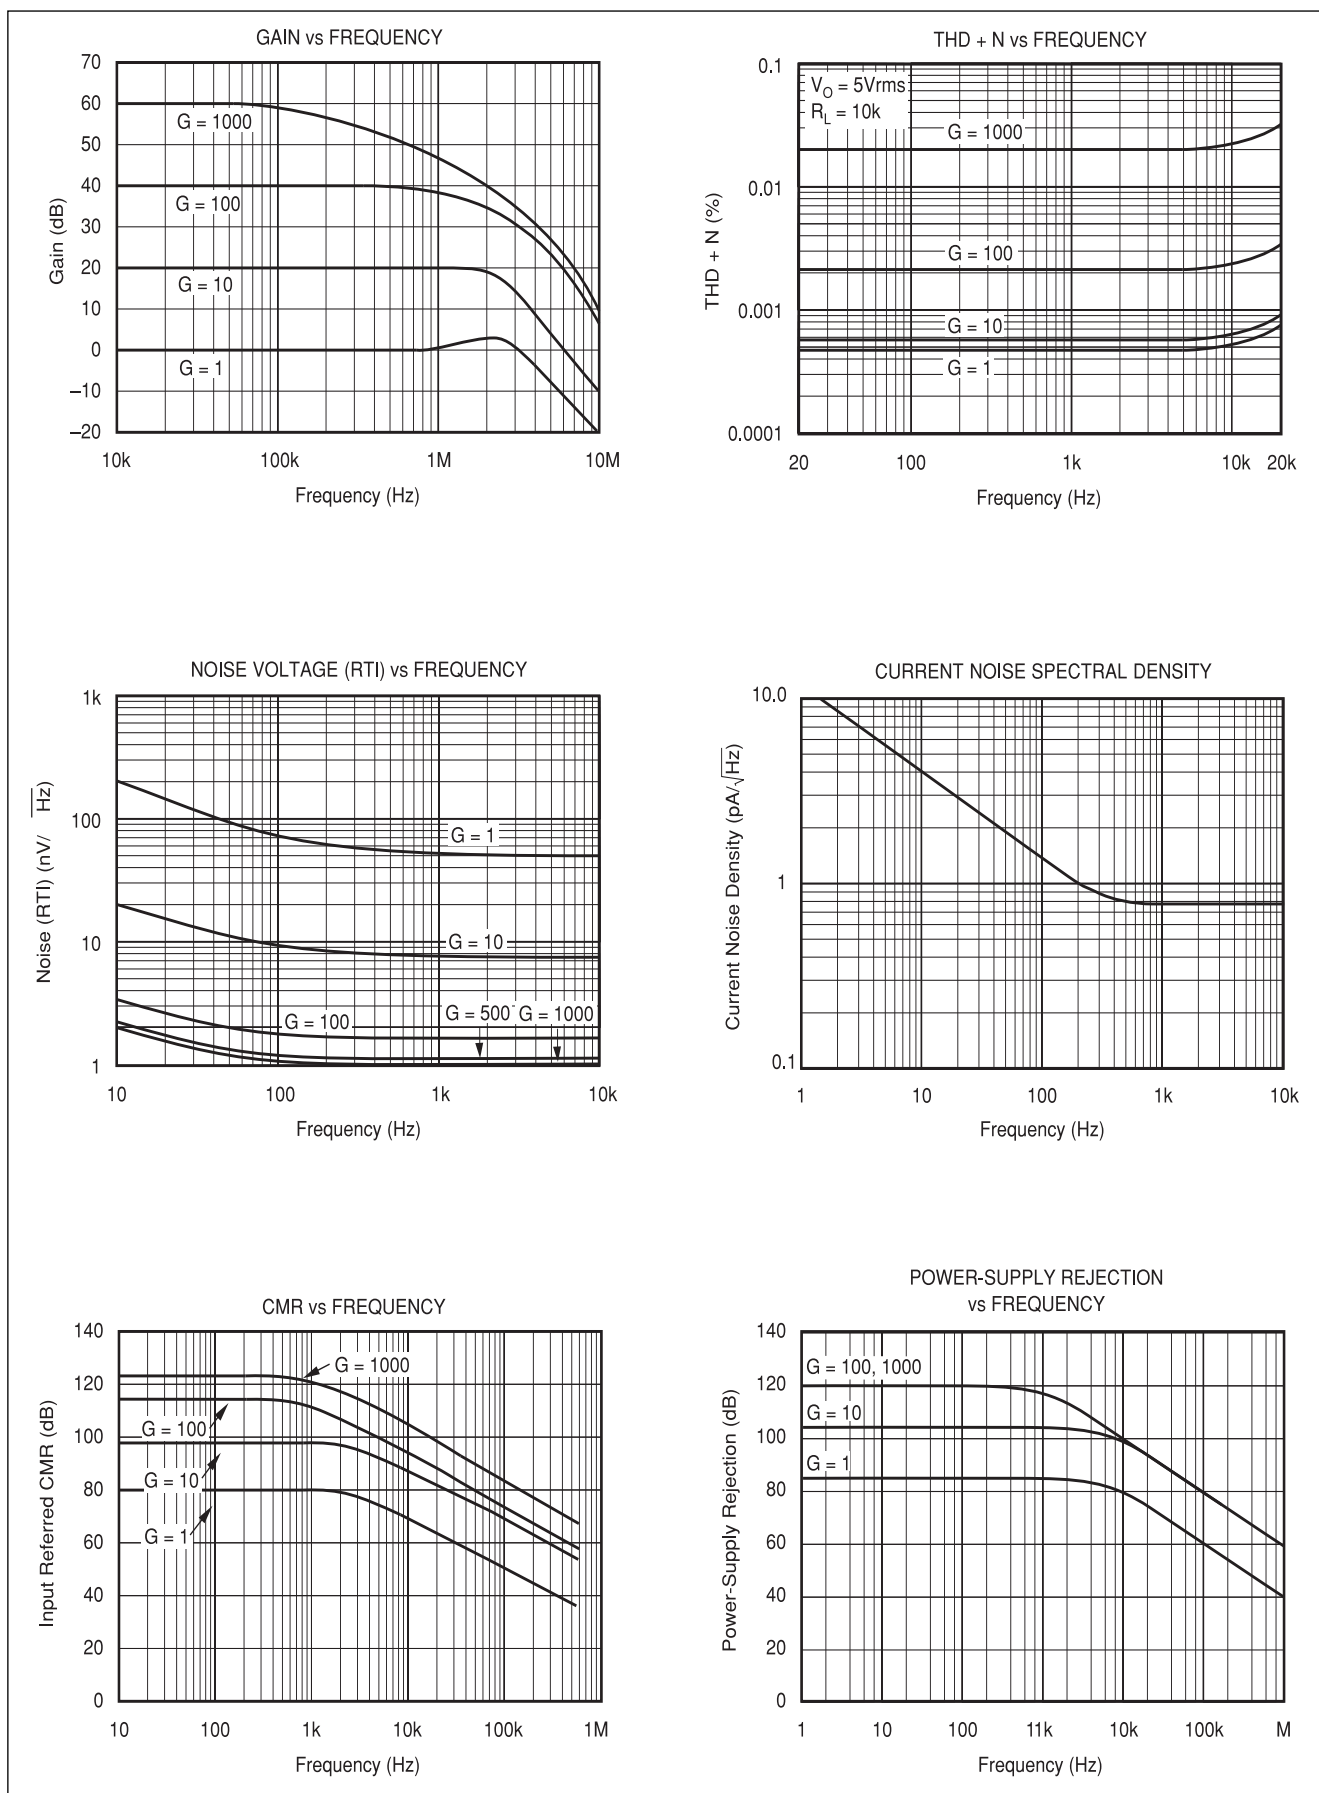 GAIN vs FREQUENCY
70
60
50
40
30
20
10
0
–10
–20
Gain (dB)
G = 1000
G = 100
G = 10
G = 1
10k 100k 1M 10M
Frequency (Hz)
THD + N vs FREQUENCY
0.1
0.01
0.001
0.0001
THD + N (%)
VO = 5Vrms
RL = 10k
G = 1000
G = 100
G = 10
G = 1
20 100 1k 10k 20k
Frequency (Hz)
NOISE VOLTAGE (RTI) vs FREQUENCY
1k
100
10
1
Noise (RTI) (nV/ Hz)
G = 1
G = 10
G = 100
G = 500 G = 1000
10 100 1k 10k
Frequency (Hz)
CURRENT NOISE SPECTRAL DENSITY
10.0
1
0.1
Current Noise Density (pA/√Hz)
1 10 100 1k 10k
Frequency (Hz)
CMR vs FREQUENCY
140
120
100
80
60
40
20
0
Input Referred CMR (dB)
G = 1000
G = 100
G = 10
G = 1
10 100 1k 10k 100k 1M
Frequency (Hz)
POWER-SUPPLY REJECTION
vs FREQUENCY
140
120
100
80
60
40
20
0
Power-Supply Rejection (dB)
G = 100, 1000
G = 10
G = 1
1 10 100 11k 10k 100k M
Frequency (Hz)